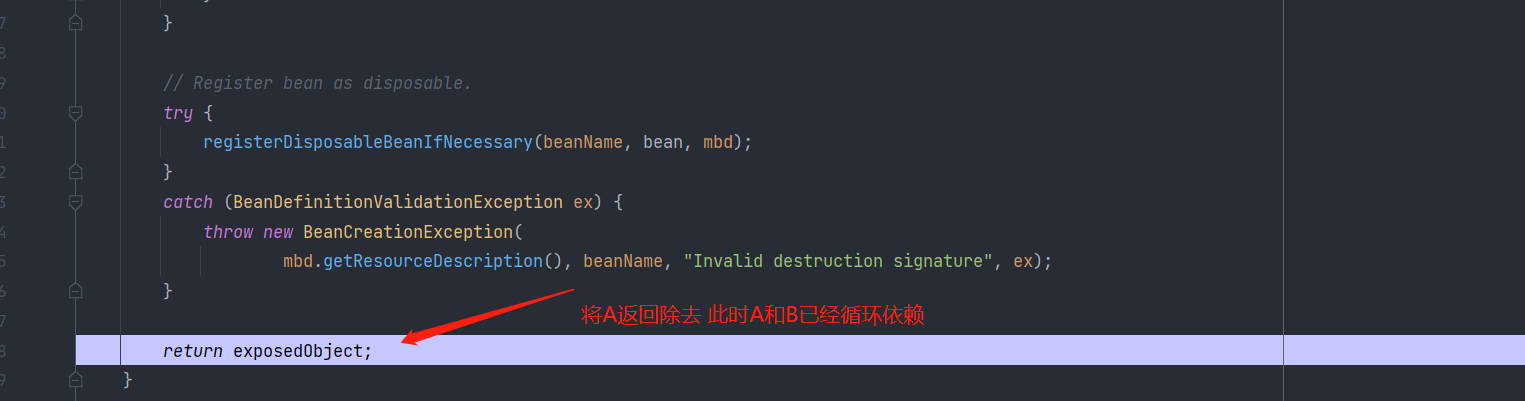 7 }
8
9 // Register bean as disposable.
0 try {
1 registerDisposableBeanIfNecessary(beanName, bean, mbd);
2 }
3 catch (BeanDefinitionValidationException ex) {
4 throw new BeanCreationException(
5 mbd.getResourceDescription(), beanName, "Invalid destruction signature", ex);
6 }
7 将A返回除去 此时A和B已经循环依赖
8 return exposedObject;
9 }